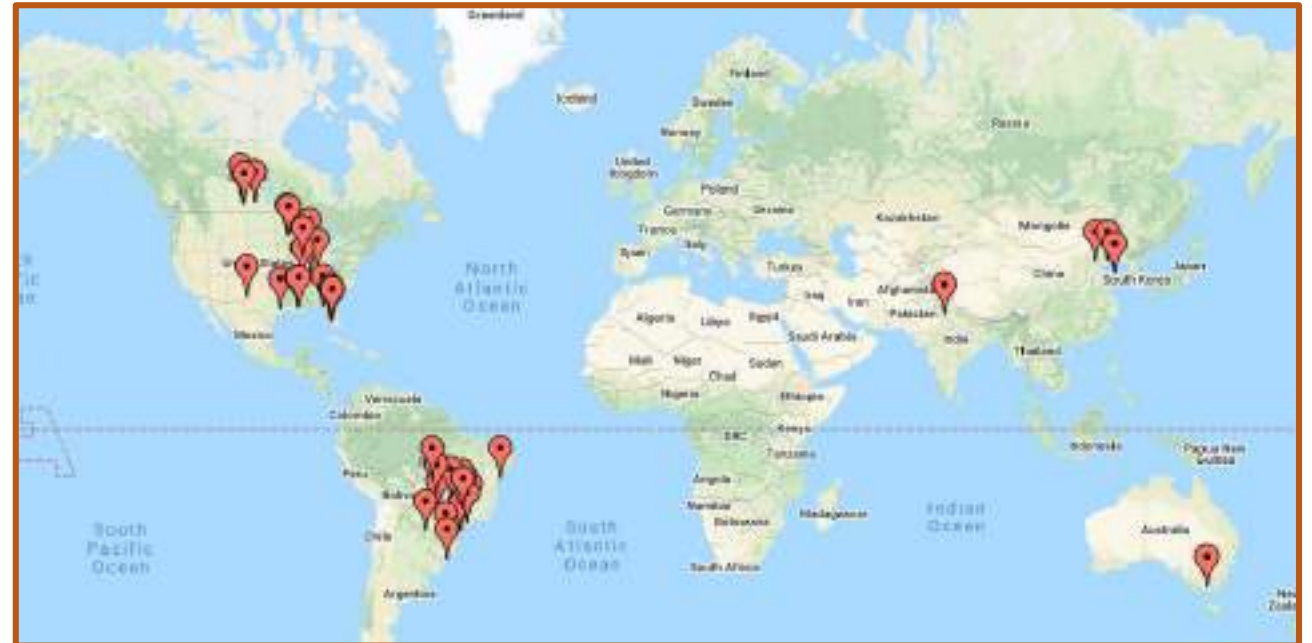 Greenland
Iceland
Finland
Sweden
Norway
Russia
United
Kingdom
Poland
Germany
Ukraine
France
Kazakhstan
Mongolia
Spain
Italy
Turkey
China
South Korea
Japan
North
Atlantic
Ocean
Iraq
Iran
Afghanistan
Pakistan
Algeria
Libya
Egypt
Saudi Arabia
India
Mexico
Mali
Niger
Chad
Sudan
Thailand
Nigeria
Ethiopia
Venezuela
Colombia
DRC
Kenya
Tanzania
Indonesia
Papua New
Guinea
Peru
Angola
Namibia
Botswana
Madagascar
Indian
Ocean
South
Pacific
Ocean
Chile
South
Atlantic
Ocean
Australia
South Africa
Argentina